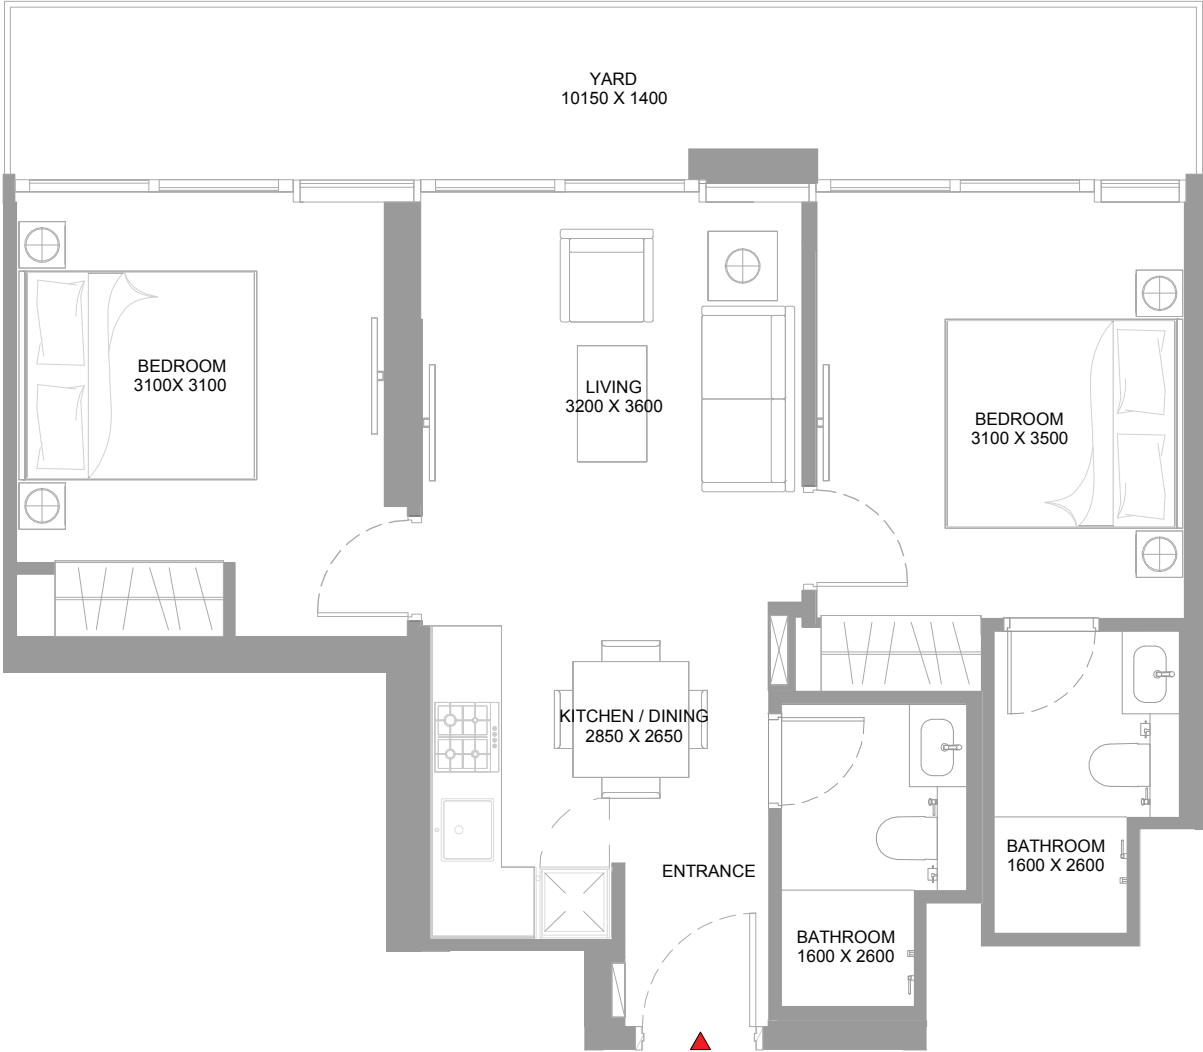 YARD
10150 X 1400
BEDROOM
3100X 3100
LIVING
3200 X 3600
BEDROOM
3100 X 3500
KITCHEN / DINING
2850 X 2650
ENTRANCE
BATHROOM
1600 X 2600
BATHROOM
1600 X 2600